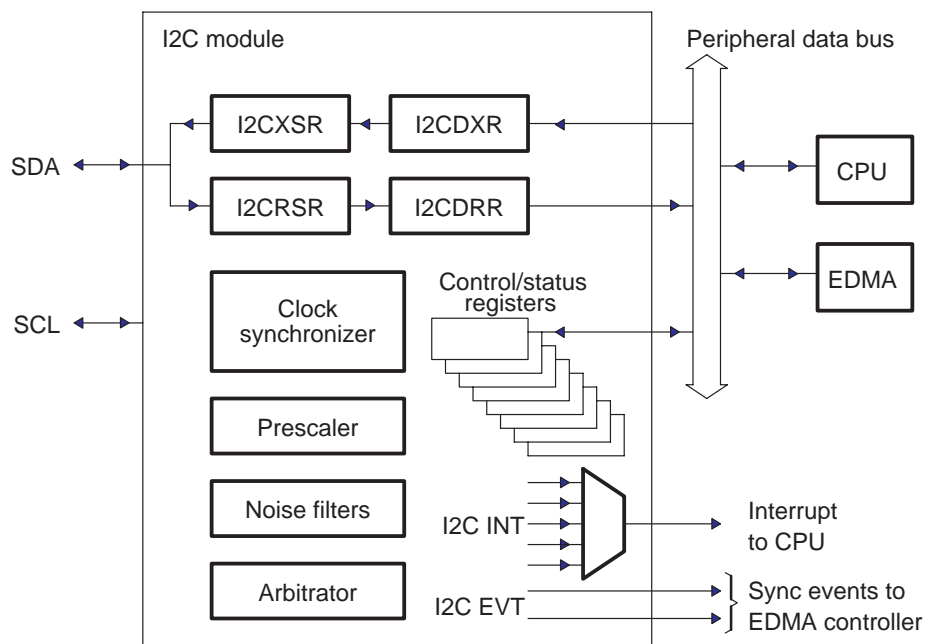 I2C module
Peripheral data bus
I2CXSR
I2CDXR
SDA
CPU
I2CRSR
I2CDRR
EDMA
Control/status
registers
Clock
synchronizer
SCL
Prescaler
Noise filters
I2C INT
Interrupt
to CPU
Arbitrator
I2C EVT
Sync events to
EDMA controller